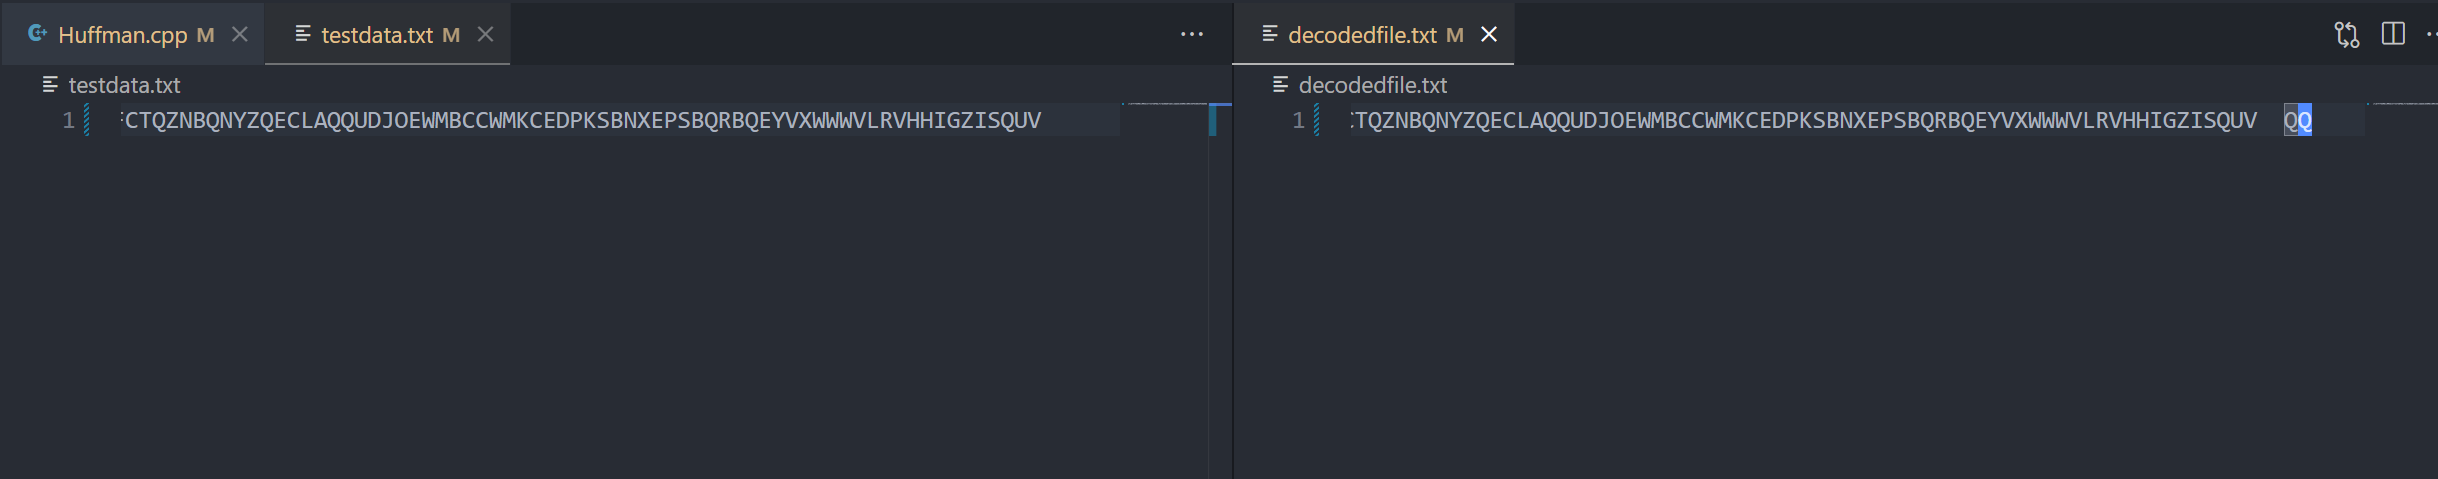 Huffman.cpp M
testdata.txt M
decodedfile.txt M
testdata.txt
decodedfile.txt
1 CTQZNBQNYZQECLAQQUDJOEWMBCCWMKCEDPKSBNXEPSBQRBQEYVXWWWVLRVHHIGZISQUV
1 TQZNBQNYZQECLAQQUDJOEWMBCCWMKCEDPKSBNXEPSBQRBQEYVXWWWVLRVHHIGZISQUV QQ